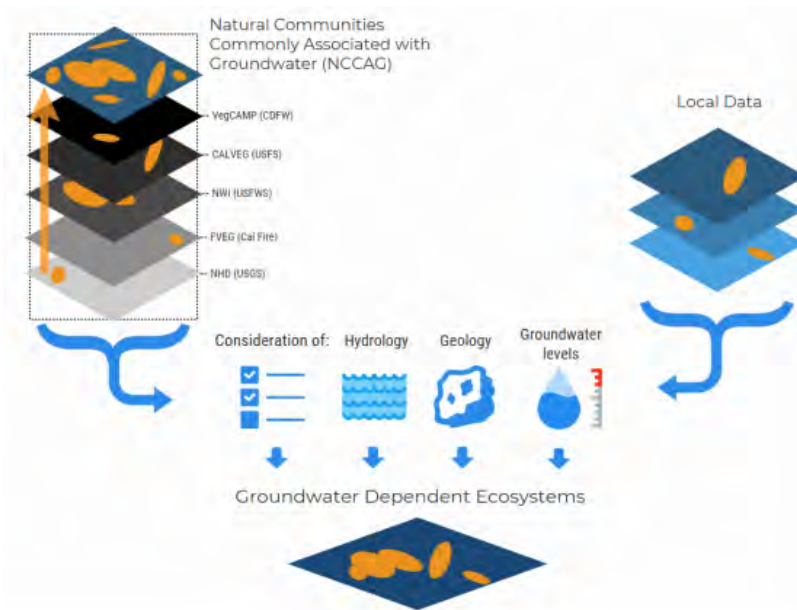 Natural Communities
Commonly Associated with
Groundwater (NCCAG)
VegCAMP (CDFW)
CALVEG (USFS)
NWI (USFWS)
FVEG (Cal Fire)
NHD (USGS)
Local Data
Consideration of:
Hydrology
Geology
Groundwater
levels
Groundwater Dependent Ecosystems